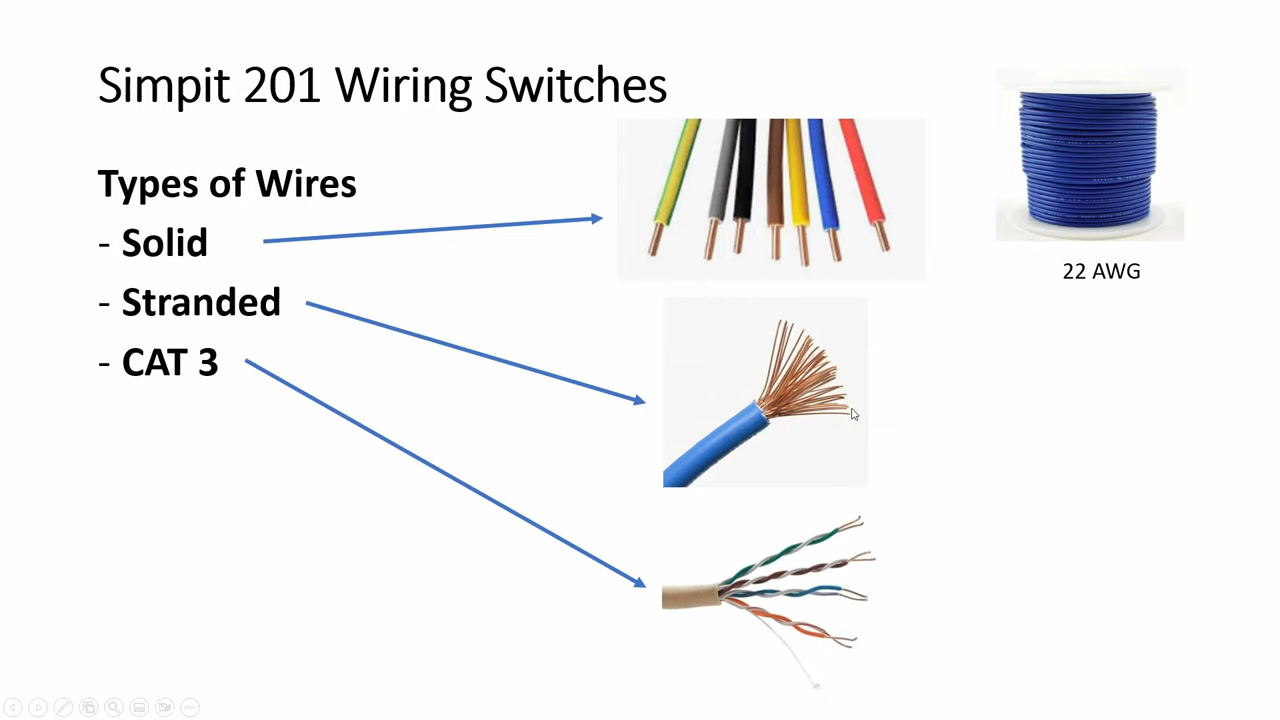 Simpit 201 Wiring Switches
Types of Wires
- Solid
- Stranded
- CAT 3
22 AWG